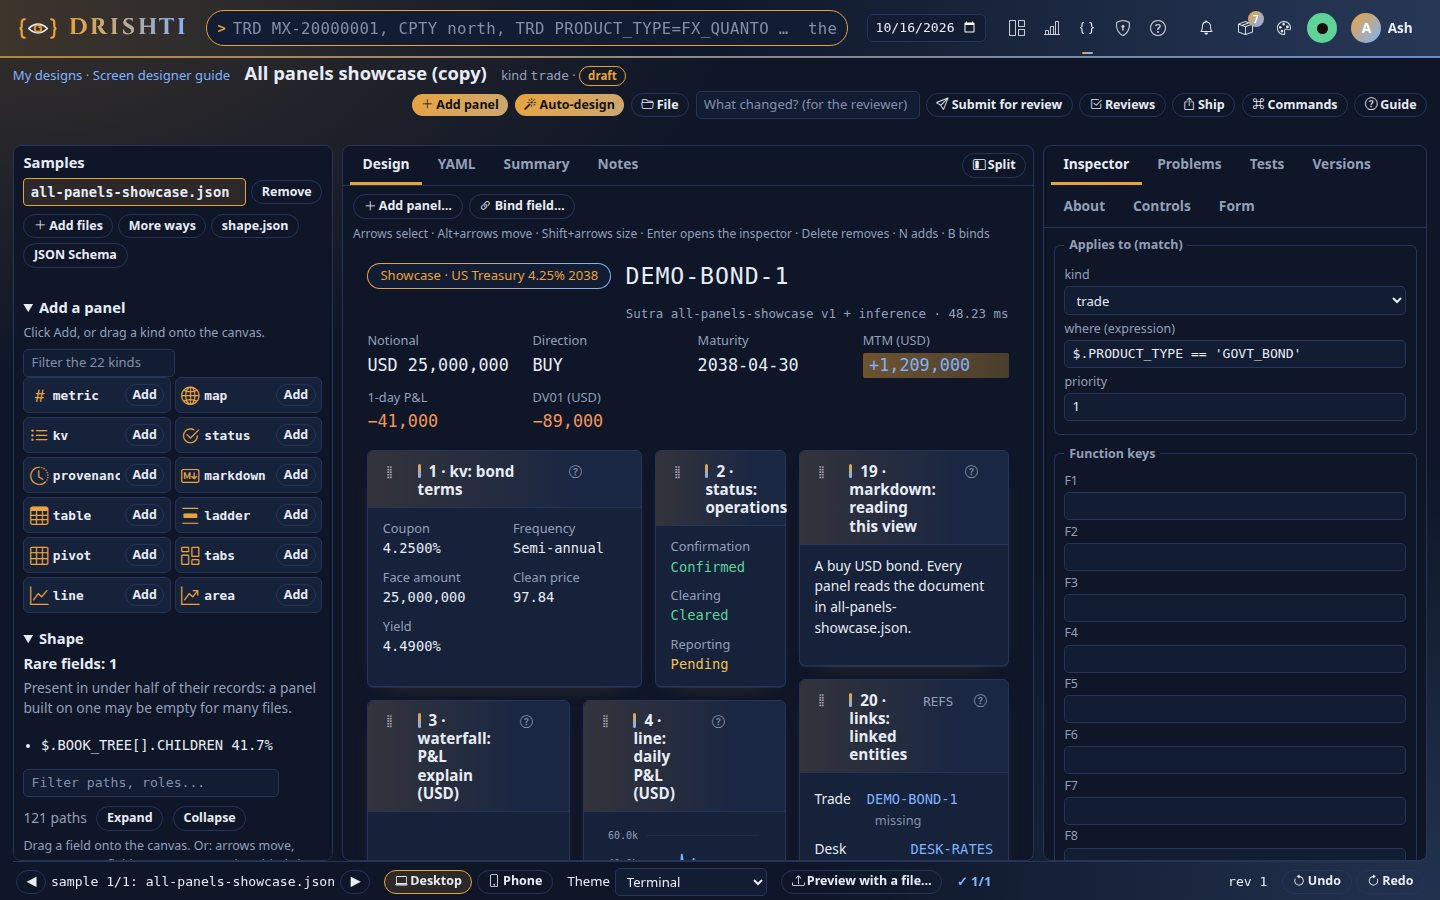 DRISHTI
> TRD MX-20000001, CPTY north, TRD PRODUCT_TYPE=FX_QUANTO … the
10/16/2026
7
A Ash
My designs · Screen designer guide All panels showcase (copy) kind trade · draft
Add panel Auto-design File What changed? (for the reviewer) Submit for review Reviews Ship Commands Guide
Samples
all-panels-showcase.json Remove
Add files More ways shape.json
JSON Schema
Add a panel
Click Add, or drag a kind onto the canvas.
Filter the 22 kinds
# metric Add map Add
kv Add status Add
provenanc Add markdown Add
table Add ladder Add
pivot Add tabs Add
line Add area Add
Shape
Rare fields: 1
Present in under half of their records: a panel
built on one may be empty for many files.
• $.BOOK_TREE[].CHILDREN 41.7%
Filter paths, roles...
121 paths Expand Collapse
Drag a field onto the canvas. Or: arrows move,
Design YAML Summary Notes Split
Add panel... Bind field...
Arrows select · Alt+arrows move · Shift+arrows size · Enter opens the inspector · Delete removes · N adds · B binds
Showcase · US Treasury 4.25% 2038 DEMO-BOND-1
Sutra all-panels-showcase v1 + inference · 48.23 ms
Notional Direction Maturity MTM (USD)
USD 25,000,000 BUY 2038-04-30 +1,209,000
1-day P&L DV01 (USD)
−41,000 −89,000
1 · kv: bond
terms
Coupon Frequency
4.2500% Semi-annual
Face amount Clean price
25,000,000 97.84
Yield
4.4900%
2 ·
status:
operations
Confirmation
Confirmed
Clearing
Cleared
Reporting
Pending
19 ·
markdown:
reading
this view
A buy USD bond. Every
panel reads the document
in all-panels-
showcase.json.
3 ·
waterfall:
P&L
explain
(USD)
4 ·
line:
daily
P&L
(USD)
60.0k
20 · REFS
links:
linked
entities
Trade DEMO-BOND-1
missing
Desk DESK-RATES
Inspector Problems Tests Versions
About Controls Form
Applies to (match)
kind
trade
where (expression)
$.PRODUCT_TYPE == 'GOVT_BOND'
priority
1
Function keys
F1
F2
F3
F4
F5
F6
F7
F8
sample 1/1: all-panels-showcase.json Desktop Phone Theme Terminal Preview with a file... ✓ 1/1 rev 1 Undo Redo